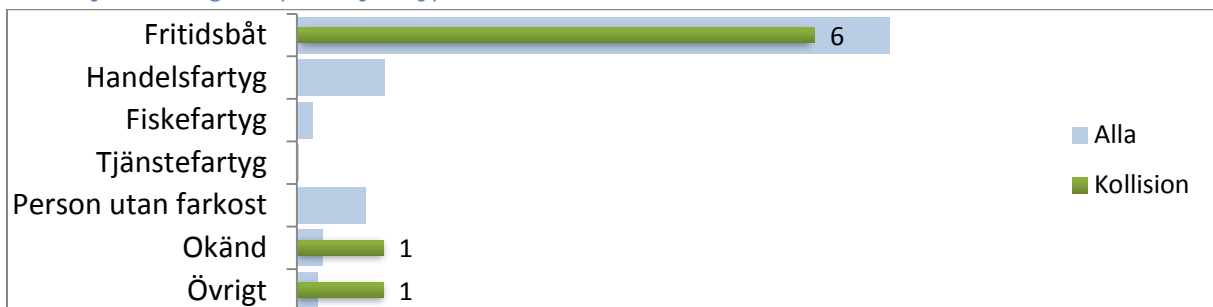 Fritidsbåt 6
Handelsfartyg
Fiskefartyg
Tjänstefartyg
Person utan farkost
Okänd 1
Övrigt 1
Alla
Kollision